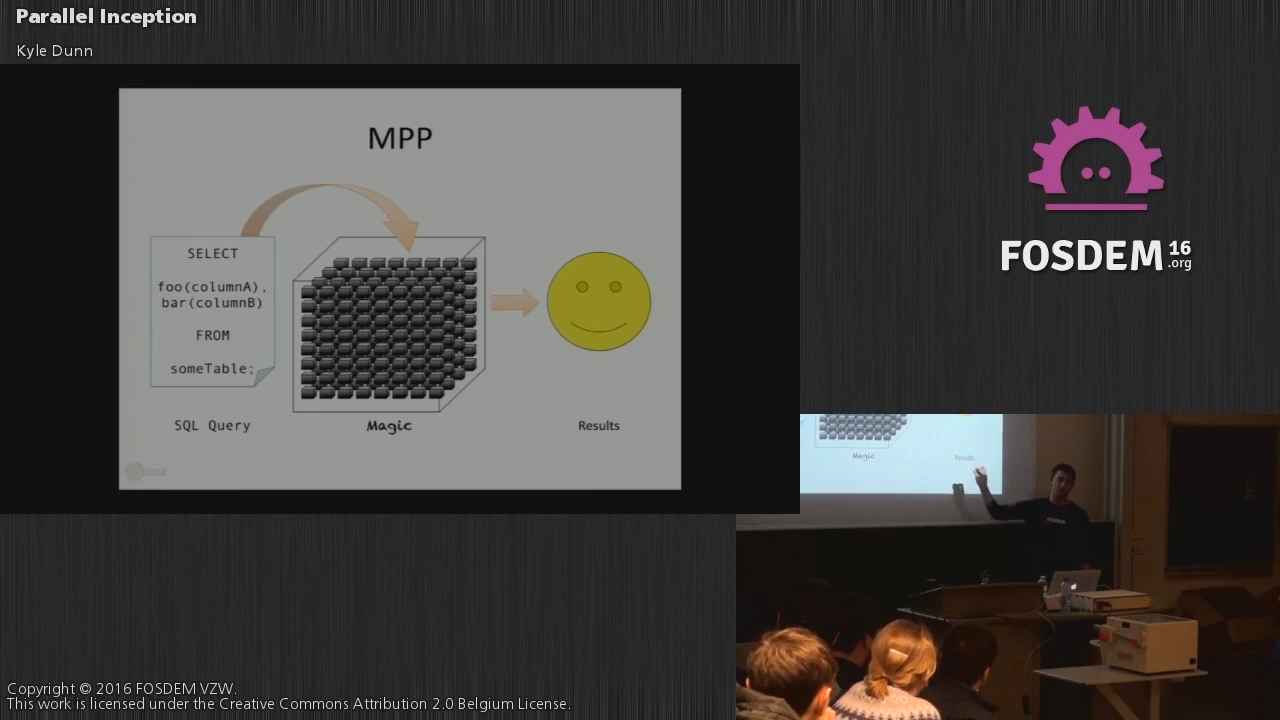 Parallel Inception
Kyle Dunn
MPP
SELECT
foo(columnA),
bar(columnB)
FROM
someTable;
SQL Query
Magic
Results
FOSDEM 16
.org
Magic
Results
Copyright © 2016 FOSDEM VZW.
This work is licensed under the Creative Commons Attribution 2.0 Belgium License.